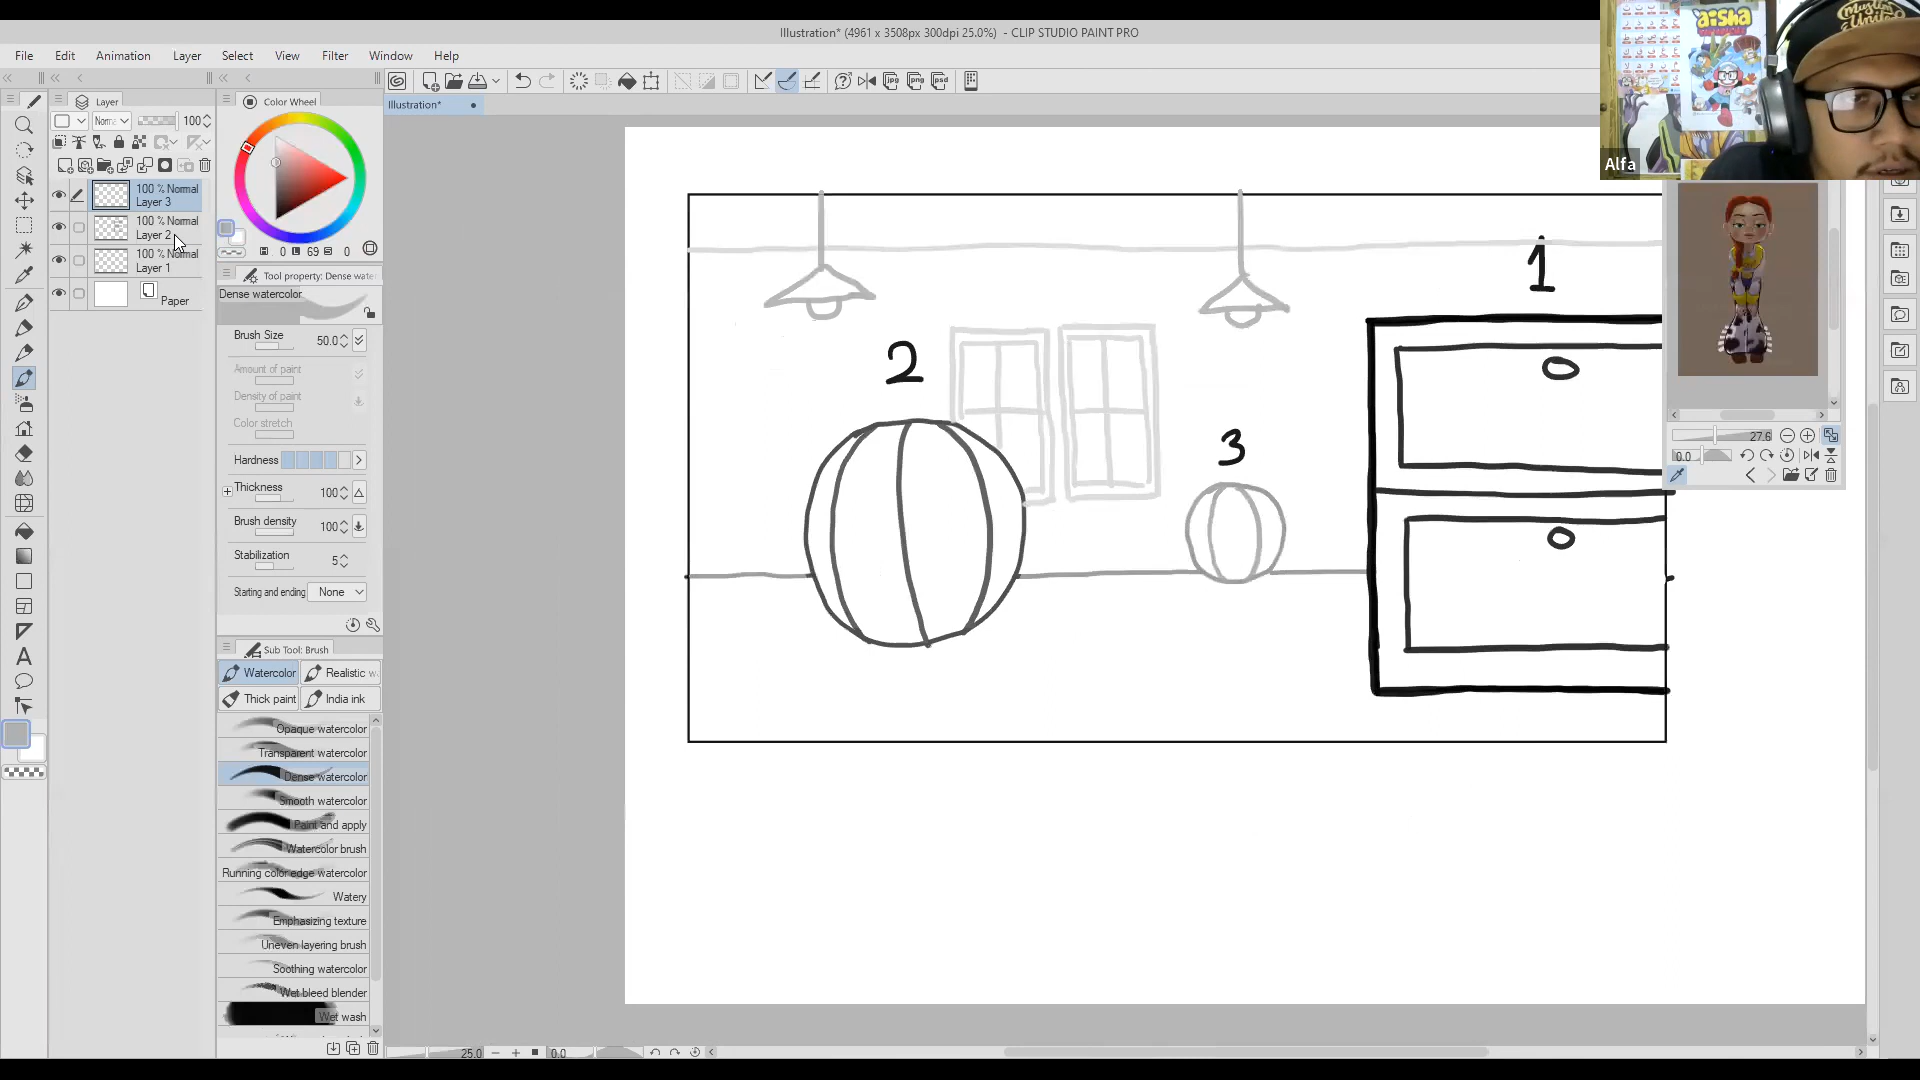 Illustration* (4961 x 3508px 300dpi 25.0%) - CLIP STUDIO PAINT PRO
File Edit Animation Layer Select View Filter Window Help
Layer
Color Wheel
Illustration*
100
100 % Normal
Layer 3
100 % Normal
Layer 2
100 % Normal
Layer 1
Paper
0 69 0
Tool property: Dense water
Dense watercolor
Brush Size 50.0
Amount of paint
Density of paint
Color stretch
Hardness
Thickness 100
Brush density 100
Stabilization 5
Starting and ending None
Sub Tool: Brush
Watercolor Realistic w
Thick paint India ink
Opaque watercolor
Transparent watercolor
Dense watercolor
Smooth watercolor
Paint and apply
Watercolor brush
Running color edge watercolor
Watery
Emphasizing texture
Uneven layering brush
Soothing watercolor
Wet bleed blender
Wet wash
1
2
3
aisha
Alfa
27.6
0.0
25.0 0.0